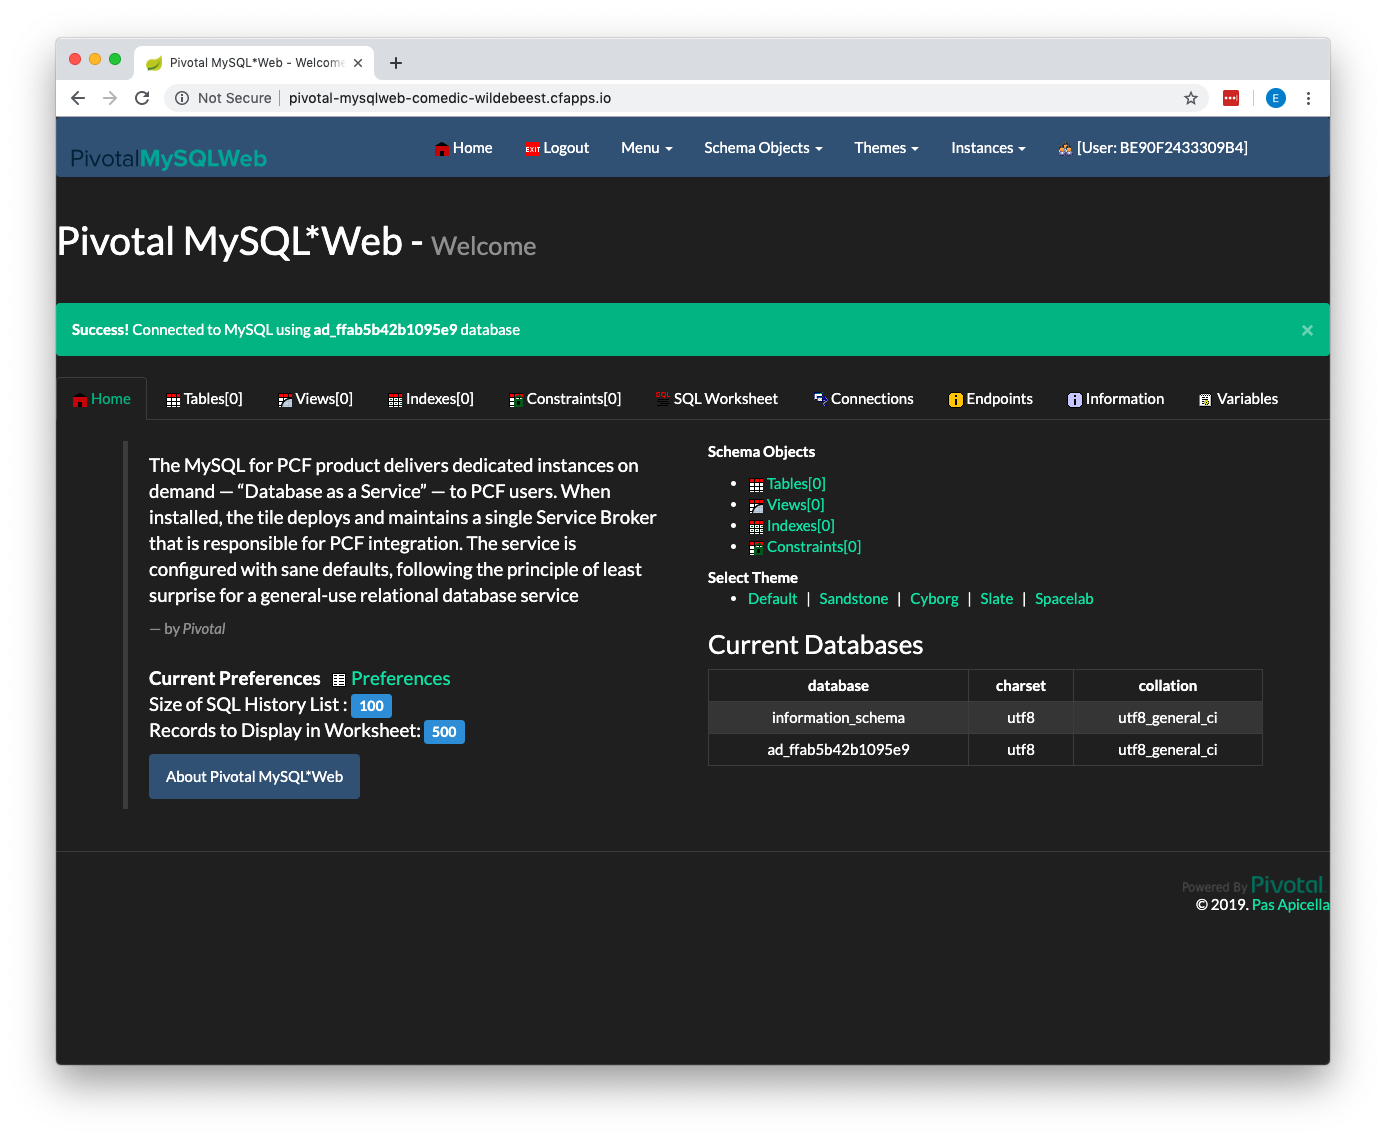 Pivotal MySQL*Web - Welcome
Not Secure | pivotal-mysqlweb-comedic-wildebeest.cfapps.io
E
PivotalMySQLWeb
Home
EXIT Logout
Menu
Schema Objects
Themes
Instances
[User: BE90F2433309B4]
Pivotal MySQL*Web - Welcome
Success! Connected to MySQL using ad_ffab5b42b1095e9 database ×
Home
Tables[0]
Views[0]
Indexes[0]
Constraints[0]
SQL SQL Worksheet
Connections
Endpoints
Information
Variables
The MySQL for PCF product delivers dedicated instances on
demand — “Database as a Service” — to PCF users. When
installed, the tile deploys and maintains a single Service Broker
that is responsible for PCF integration. The service is
configured with sane defaults, following the principle of least
surprise for a general-use relational database service
— by Pivotal
Current Preferences Preferences
Size of SQL History List : 100
Records to Display in Worksheet: 500
About Pivotal MySQL*Web
Schema Objects
Tables[0]
Views[0]
Indexes[0]
Constraints[0]
Select Theme
Default | Sandstone | Cyborg | Slate | Spacelab
Current Databases
database charset collation
information_schema utf8 utf8_general_ci
ad_ffab5b42b1095e9 utf8 utf8_general_ci
Powered By Pivotal
© 2019. Pas Apicella